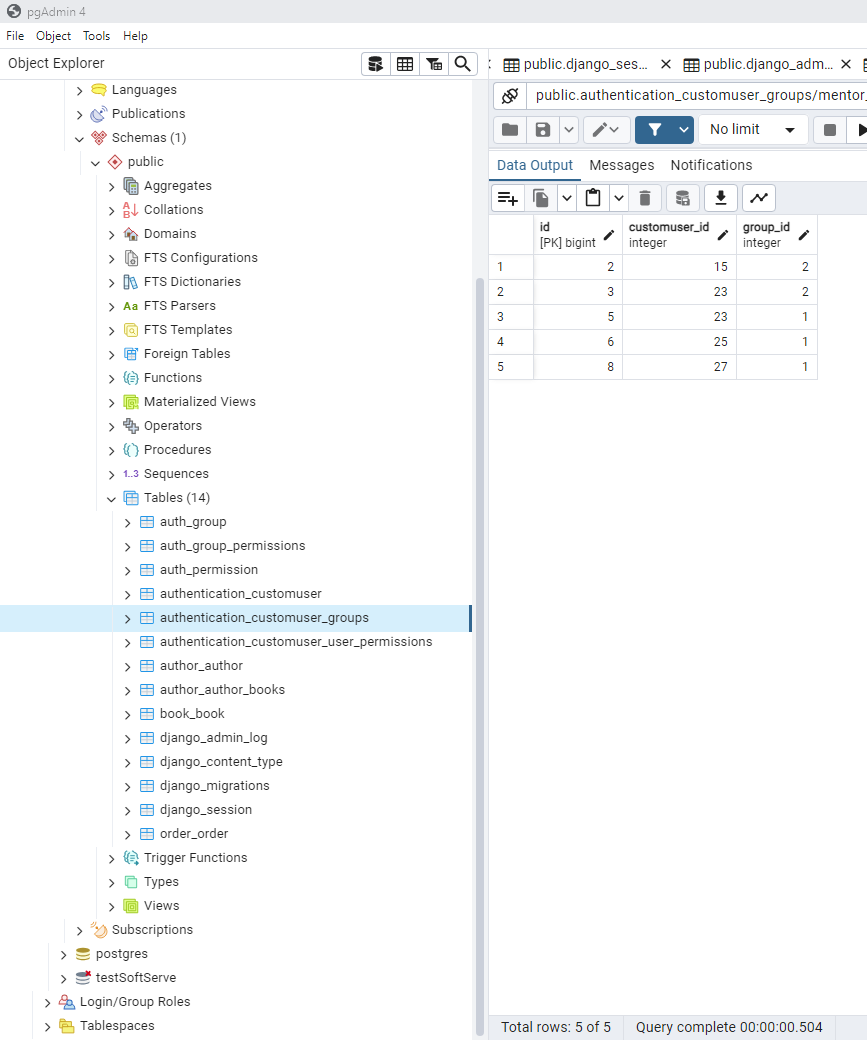 pgAdmin 4
File Object Tools Help
Object Explorer
Languages
Publications
Schemas (1)
public
Aggregates
Collations
Domains
FTS Configurations
FTS Dictionaries
Aa FTS Parsers
FTS Templates
Foreign Tables
Functions
Materialized Views
Operators
Procedures
1..3 Sequences
Tables (14)
auth_group
auth_group_permissions
auth_permission
authentication_customuser
authentication_customuser_groups
authentication_customuser_user_permissions
author_author
author_author_books
book_book
django_admin_log
django_content_type
django_migrations
django_session
order_order
Trigger Functions
Types
Views
Subscriptions
postgres
testSoftServe
Login/Group Roles
Tablespaces
public.django_ses... public.django_adm...
public.authentication_customuser_groups/mentor_
No limit
Data Output Messages Notifications
id customuser_id group_id
[PK] bigint integer integer
1 2 15 2
2 3 23 2
3 5 23 1
4 6 25 1
5 8 27 1
Total rows: 5 of 5 Query complete 00:00:00.504